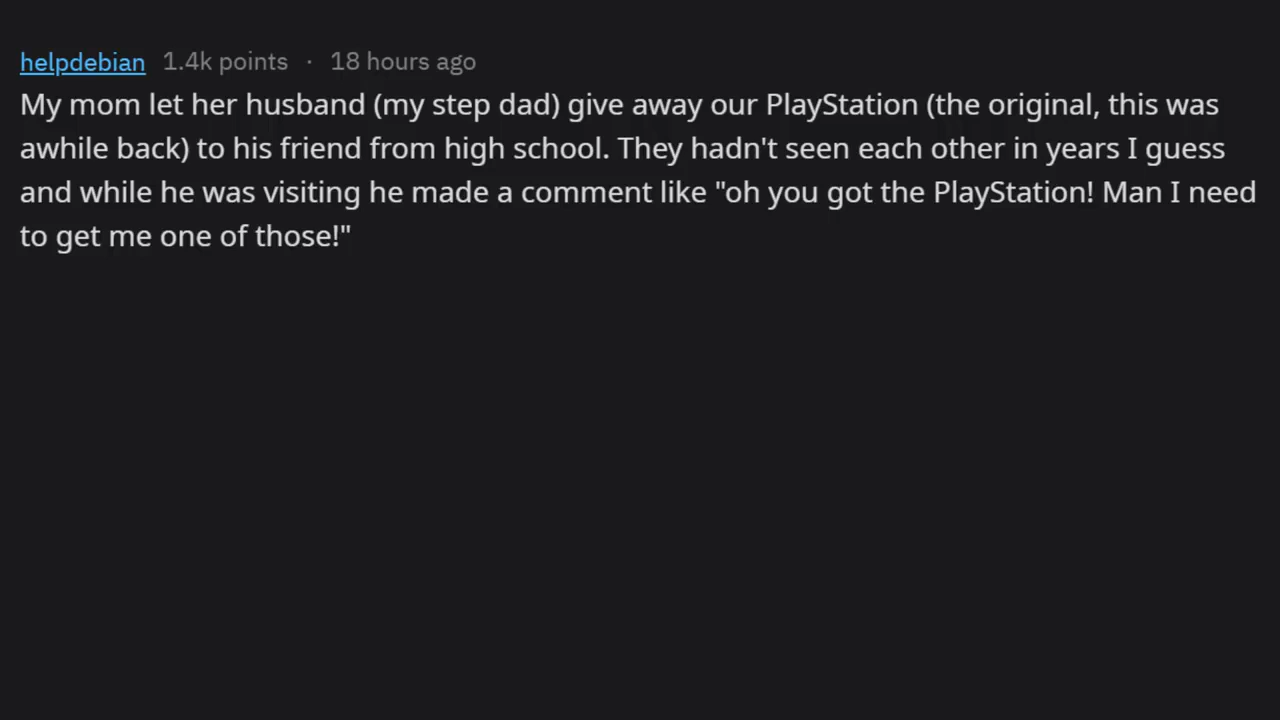 helpdebian 1.4k points · 18 hours ago
My mom let her husband (my step dad) give away our PlayStation (the original, this was
awhile back) to his friend from high school. They hadn't seen each other in years I guess
and while he was visiting he made a comment like "oh you got the PlayStation! Man I need
to get me one of those!"